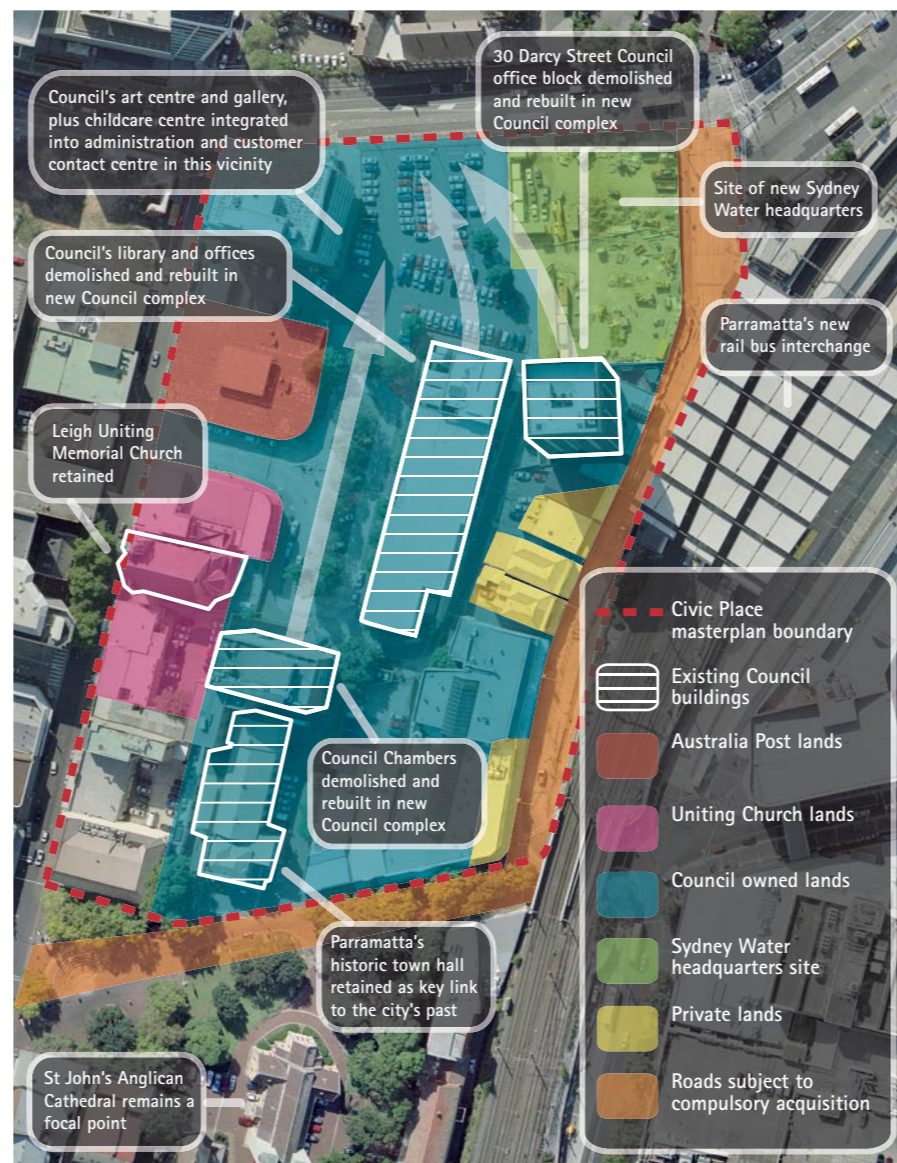 30 Darcy Street Council
office block demolished
and rebuilt in new
Council complex
Council's art centre and gallery,
plus childcare centre integrated
into administration and customer
contact centre in this vicinity
Site of new Sydney
Water headquarters
Council's library and offices
demolished and rebuilt in
new Council complex
Parramatta's new
rail bus interchange
Leigh Uniting
Memorial Church
retained
Council Chambers
demolished and
rebuilt in new
Council complex
Parramatta's
historic town hall
retained as key link
to the city's past
St John's Anglican
Cathedral remains a
focal point
Civic Place
masterplan boundary
Existing Council
buildings
Australia Post lands
Uniting Church lands
Council owned lands
Sydney Water
headquarters site
Private lands
Roads subject to
compulsory acquisition